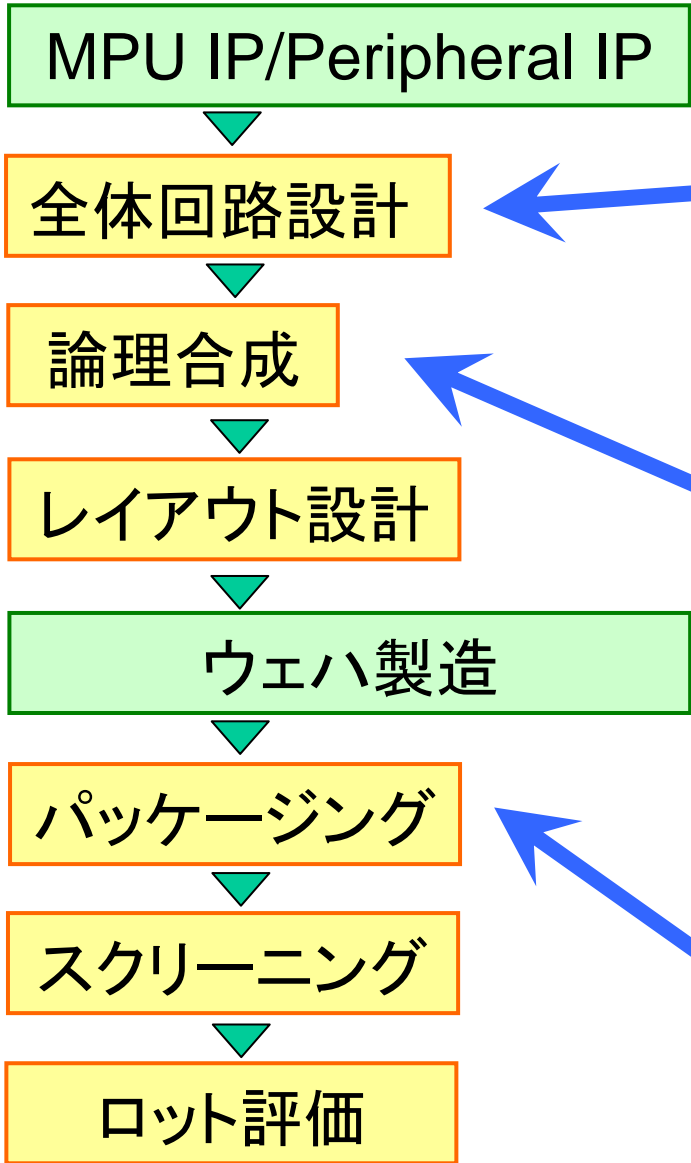 MPU IP/Peripheral IP
全体回路設計
論理合成
レイアウト設計
ウェハ製造
パッケージング
スクリーニング
ロット評価